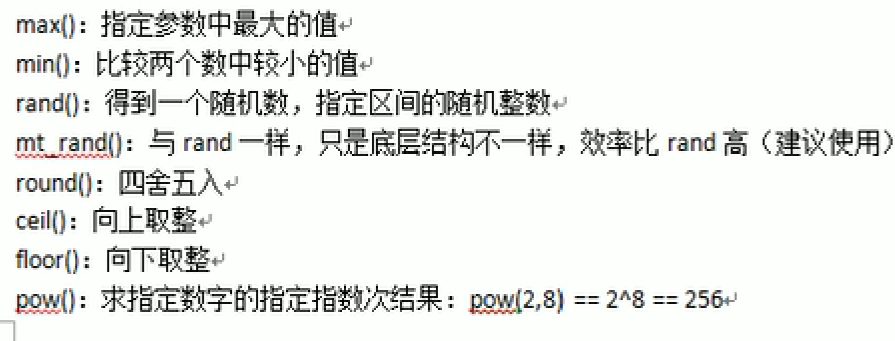 max()：指定参数中最大的值
min()：比较两个数中较小的值
rand()：得到一个随机数，指定区间的随机整数
mt_rand()：与 rand 一样，只是底层结构不一样，效率比 rand 高（建议使用）
round()：四舍五入
ceil()：向上取整
floor()：向下取整
pow()：求指定数字的指定指数次结果：pow(2,8) == 2^8 == 256